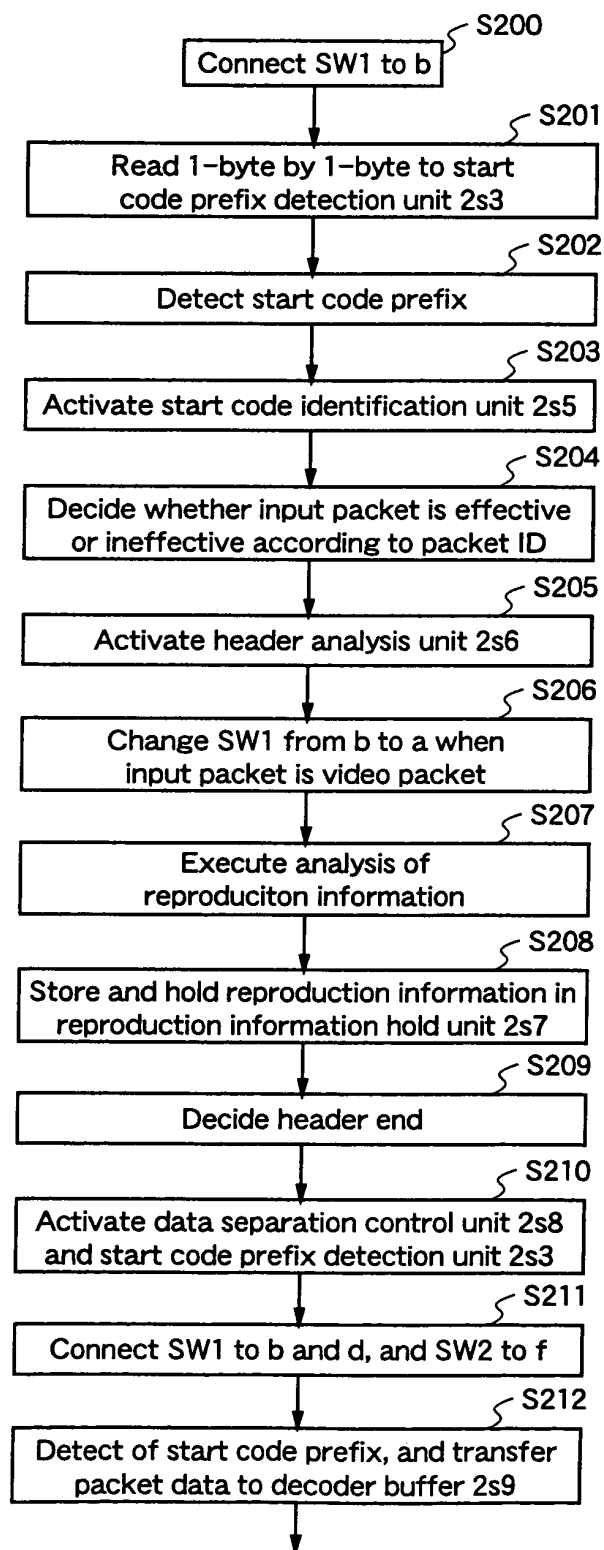 S200
Connect SW1 to b
S201
Read 1-byte by 1-byte to start
code prefix detection unit 2s3
S202
Detect start code prefix
S203
Activate start code identification unit 2s5
S204
Decide whether input packet is effective
or ineffective according to packet ID
S205
Activate header analysis unit 2s6
S206
Change SW1 from b to a when
input packet is video packet
S207
Execute analysis of
reproduciton information
S208
Store and hold reproduction information in
reproduction information hold unit 2s7
S209
Decide header end
S210
Activate data separation control unit 2s8
and start code prefix detection unit 2s3
S211
Connect SW1 to b and d, and SW2 to f
S212
Detect of start code prefix, and transfer
packet data to decoder buffer 2s9